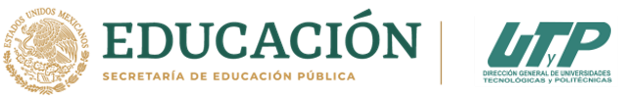 ESTADOS UNIDOS MEXICANOS
EDUCACIÓN
SECRETARÍA DE EDUCACIÓN PÚBLICA
UTyP
DIRECCIÓN GENERAL DE UNIVERSIDADES
TECNOLÓGICAS y POLITÉCNICAS